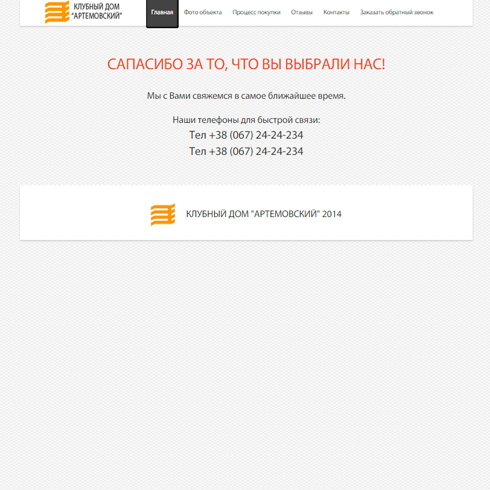 КЛУБНЫЙ ДОМ
"АРТЕМОВСКИЙ"
Главная Фото объекта Процесс покупки Отзывы Контакты Заказать обратный звонок
САПАСИБО ЗА ТО, ЧТО ВЫ ВЫБРАЛИ НАС!
Мы с Вами свяжемся в самое ближайшее время.
Наши телефоны для быстрой связи:
Тел +38 (067) 24-24-234
Тел +38 (067) 24-24-234
КЛУБНЫЙ ДОМ "АРТЕМОВСКИЙ" 2014